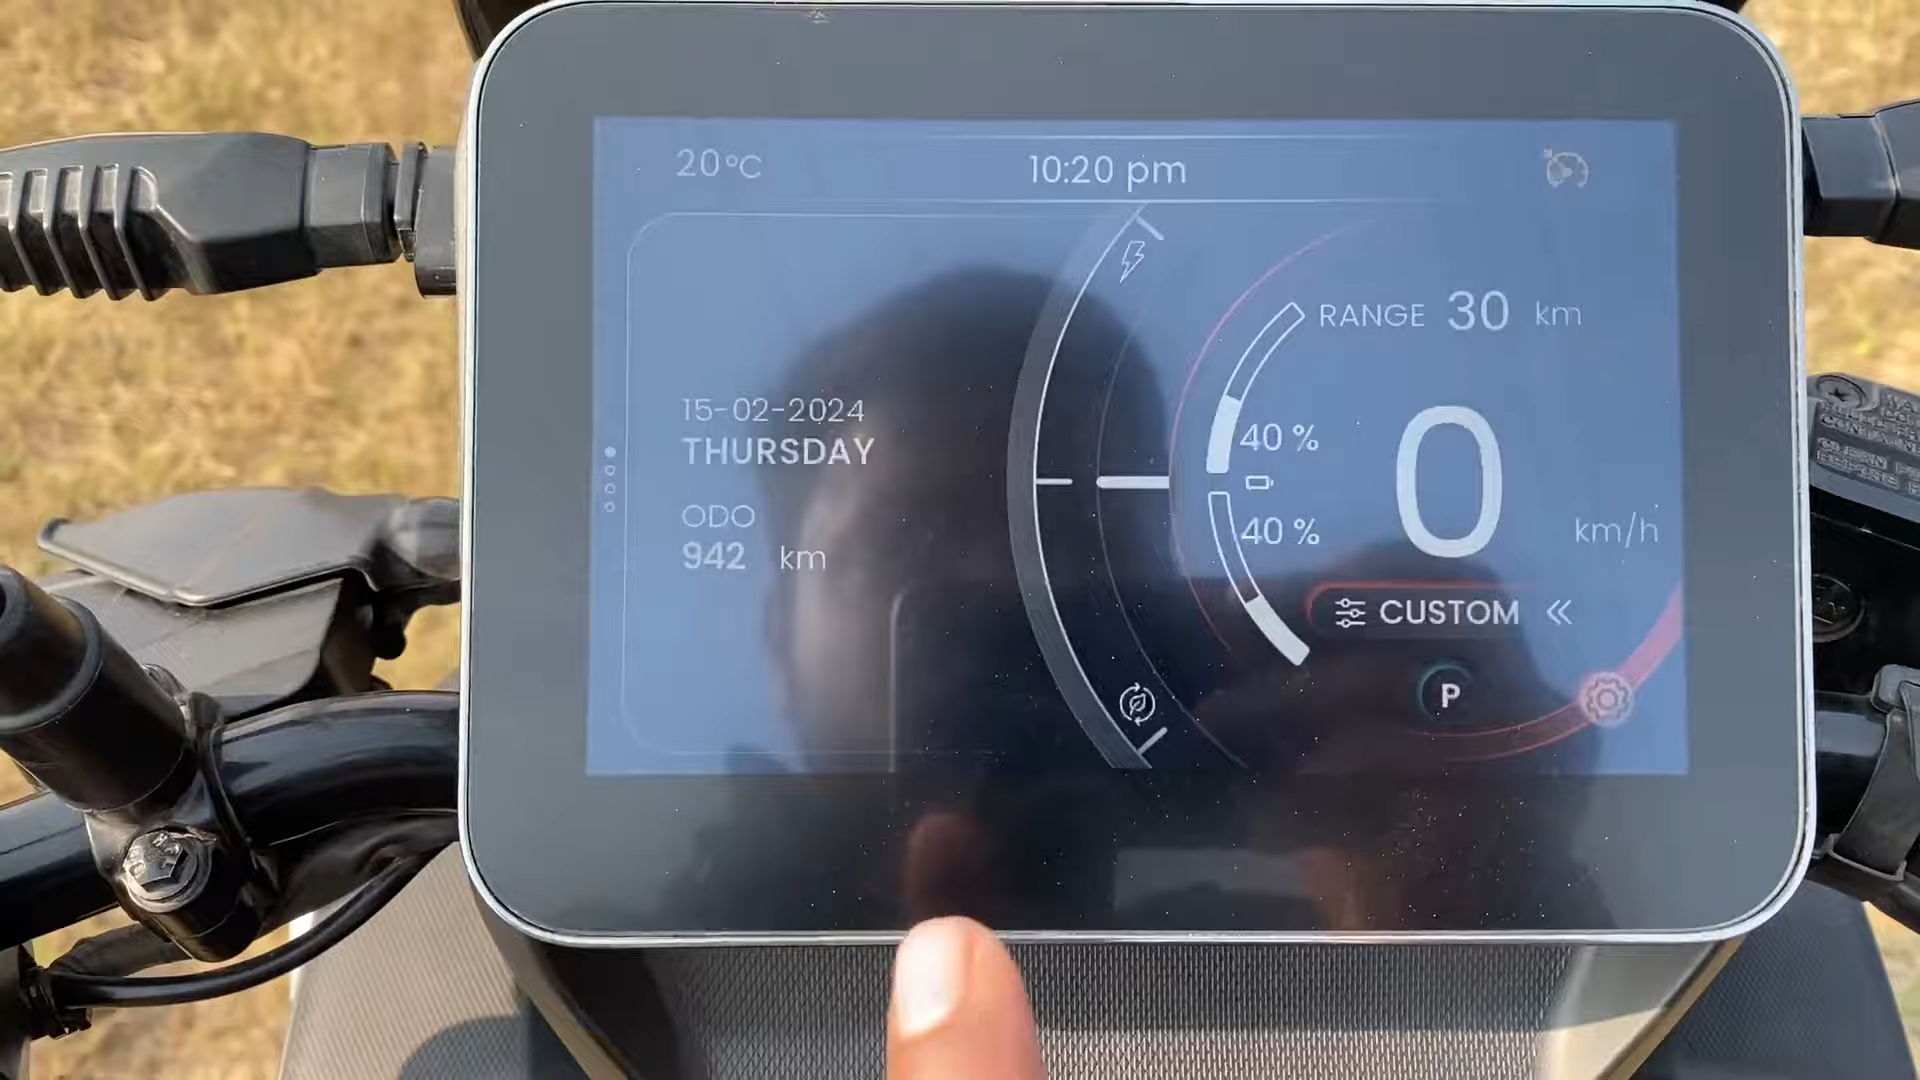 20°C
10:20 pm
RANGE 30 km
15-02-2024
THURSDAY
40 %
40 %
0
km/h
ODO
942 km
CUSTOM
P